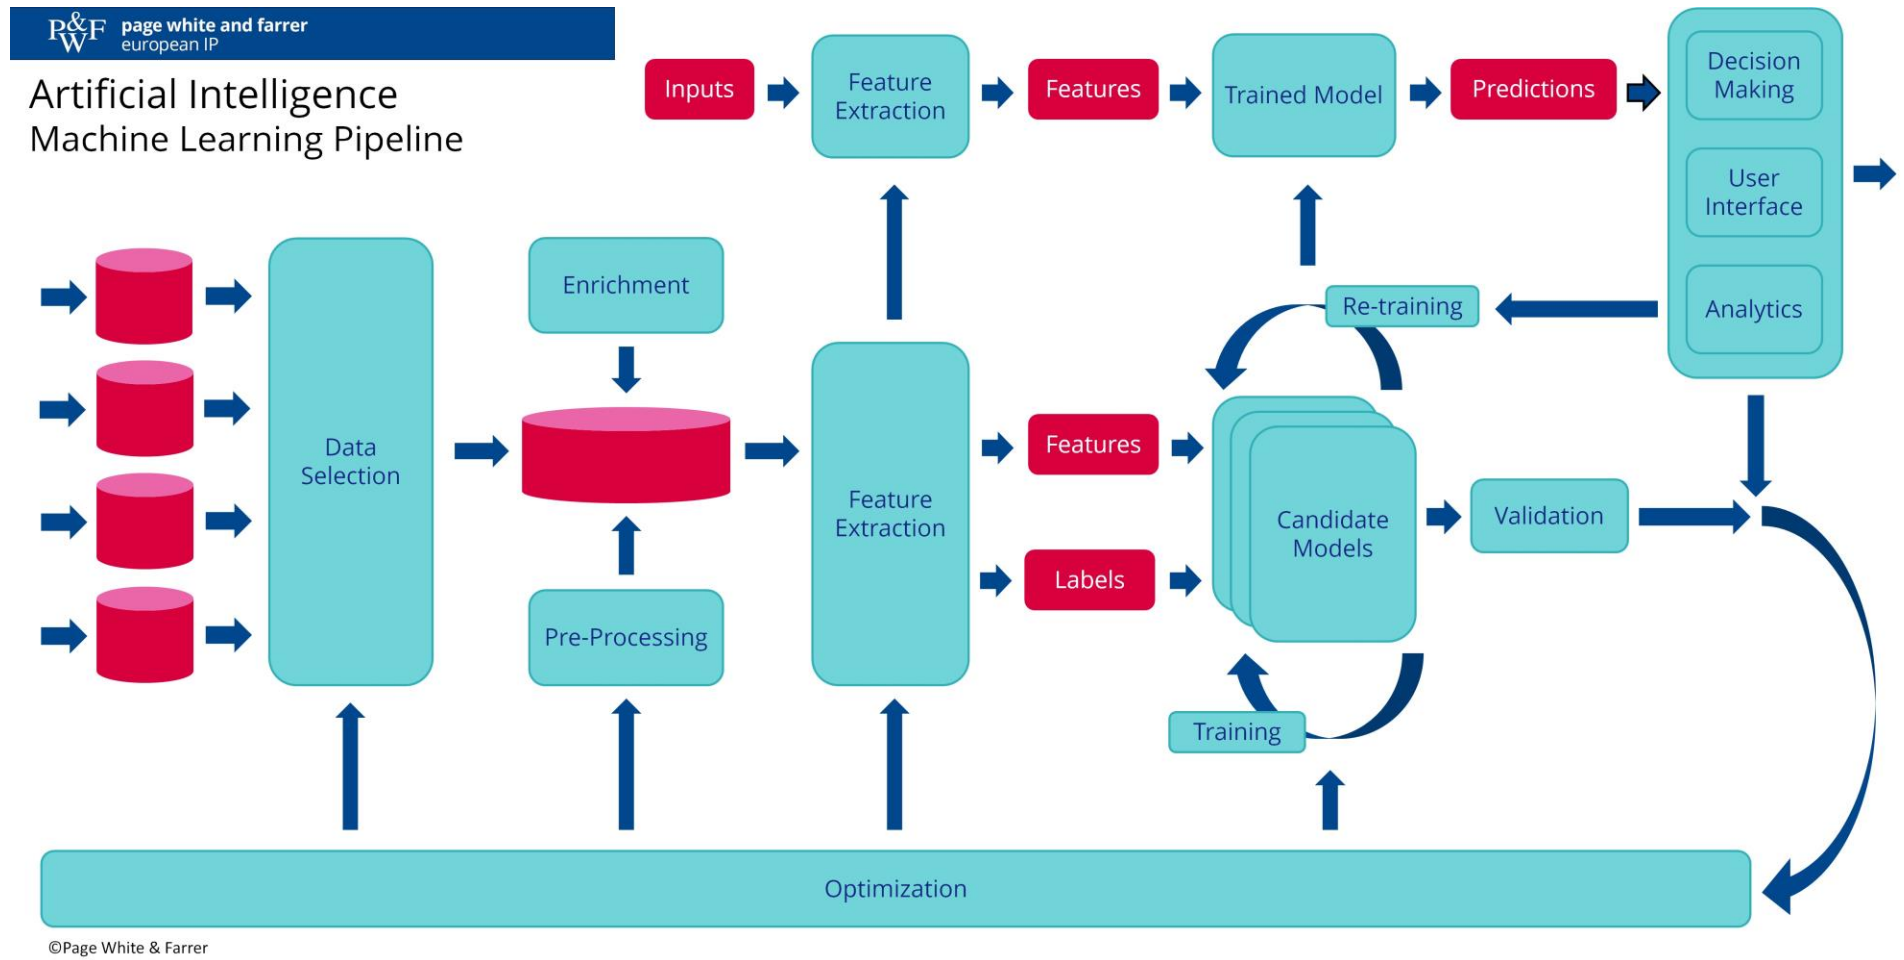 P&WF
page white and farrer
european IP
Artificial Intelligence
Machine Learning Pipeline
Inputs
Feature
Extraction
Features
Trained Model
Predictions
Decision
Making
User
Interface
Analytics
Re-training
Enrichment
Data
Selection
Pre-Processing
Feature
Extraction
Features
Labels
Candidate
Models
Validation
Training
Optimization
©Page White & Farrer